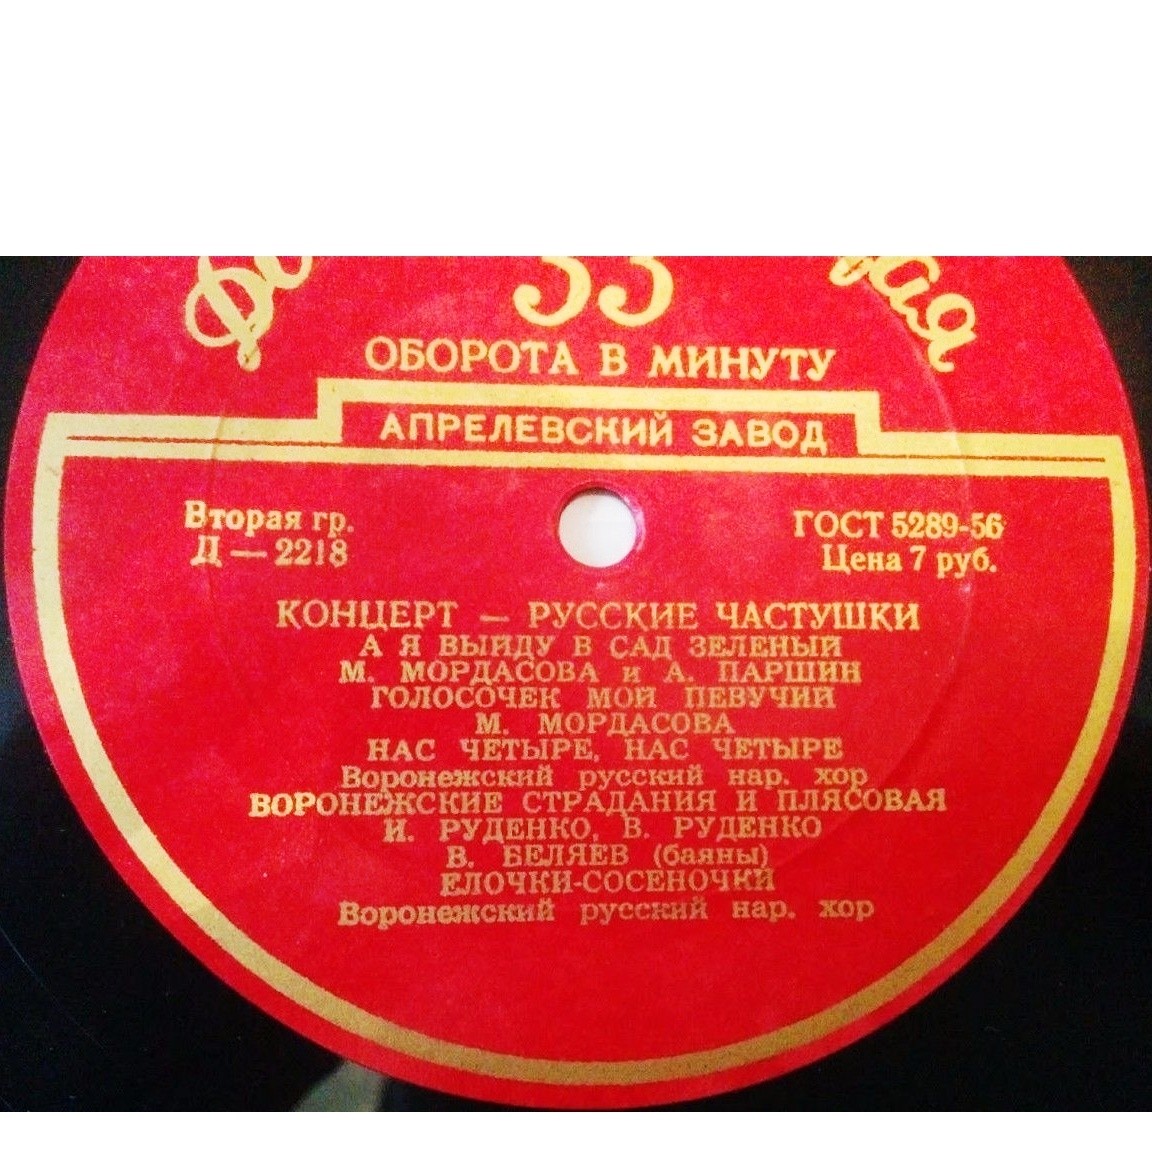 33
ОБОРОТА В МИНУТУ
АПРЕЛЕВСКИЙ ЗАВОД
Вторая гр.
Д — 2218
ГОСТ 5289-56
Цена 7 руб.
КОНЦЕРТ — РУССКИЕ ЧАСТУШКИ
А Я ВЫЙДУ В САД ЗЕЛЕНЫЙ
М. МОРДАСОВА и А. ПАРШИН
ГОЛОСОЧЕК МОЙ ПЕВУЧИЙ
М. МОРДАСОВА
НАС ЧЕТЫРЕ, НАС ЧЕТЫРЕ
Воронежский русский нар. хор
ВОРОНЕЖСКИЕ СТРАДАНИЯ И ПЛЯСОВАЯ
И. РУДЕНКО, В. РУДЕНКО
В. БЕЛЯЕВ (баяны)
ЕЛОЧКИ-СОСЕНОЧКИ
Воронежский русский нар. хор